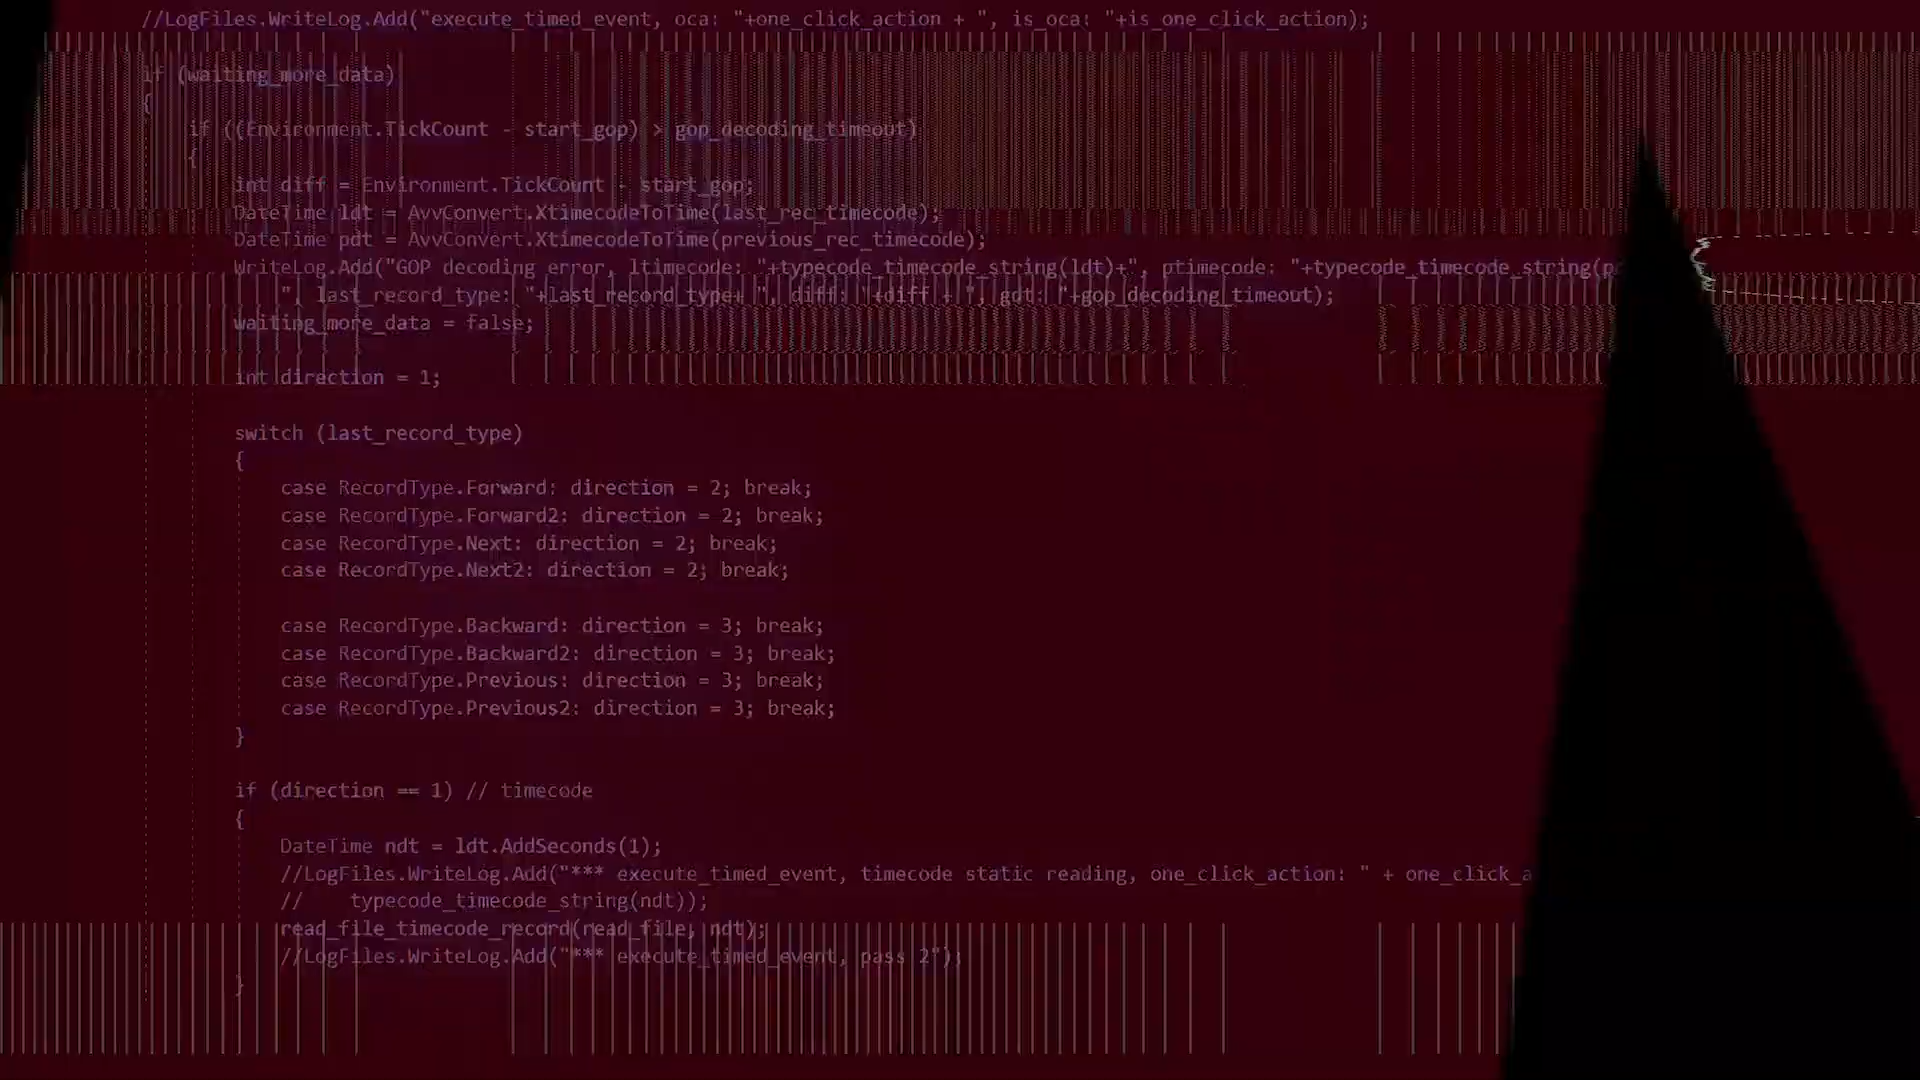 //LogFiles.WriteLog.Add("execute_timed_event, oca: "+one_click_action + ", is_oca: "+is_one_click_action);
if (waiting_more_data)
{
if ((Environment.TickCount - start_gop) > gop_decoding_timeout)
{
int diff = Environment.TickCount - start_gop;
DateTime ldt = AvvConvert.XtimecodeToTime(last_rec_timecode);
DateTime pdt = AvvConvert.XtimecodeToTime(previous_rec_timecode);
WriteLog.Add("GOP decoding error, ltimecode: "+typecode_timecode_string(ldt)+", ptimecode: "+typecode_timecode_string(
", last_record_type: "+last_record_type+ ", diff: "+diff + ", gdt: "+gop_decoding_timeout);
waiting_more_data = false;
int direction = 1;
switch (last_record_type)
{
case RecordType.Forward: direction = 2; break;
case RecordType.Forward2: direction = 2; break;
case RecordType.Next: direction = 2; break;
case RecordType.Next2: direction = 2; break;
case RecordType.Backward: direction = 3; break;
case RecordType.Backward2: direction = 3; break;
case RecordType.Previous: direction = 3; break;
case RecordType.Previous2: direction = 3; break;
}
if (direction == 1) // timecode
{
DateTime ndt = ldt.AddSeconds(1);
//LogFiles.WriteLog.Add("*** execute_timed_event, timecode static reading, one_click_action: " + one_click_a
// typecode_timecode_string(ndt));
read_file_timecode_record(read_file, ndt);
//LogFiles.WriteLog.Add("*** execute_timed_event, pass 2");
}